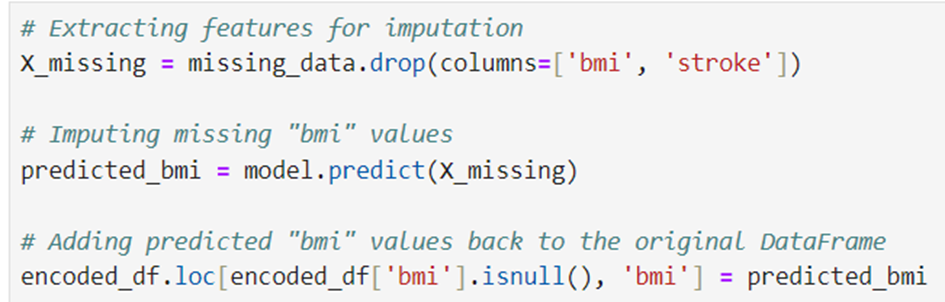 # Extracting features for imputation
X_missing = missing_data.drop(columns=['bmi', 'stroke'])
# Imputing missing "bmi" values
predicted_bmi = model.predict(X_missing)
# Adding predicted "bmi" values back to the original DataFrame
encoded_df.loc[encoded_df['bmi'].isnull(), 'bmi'] = predicted_bmi